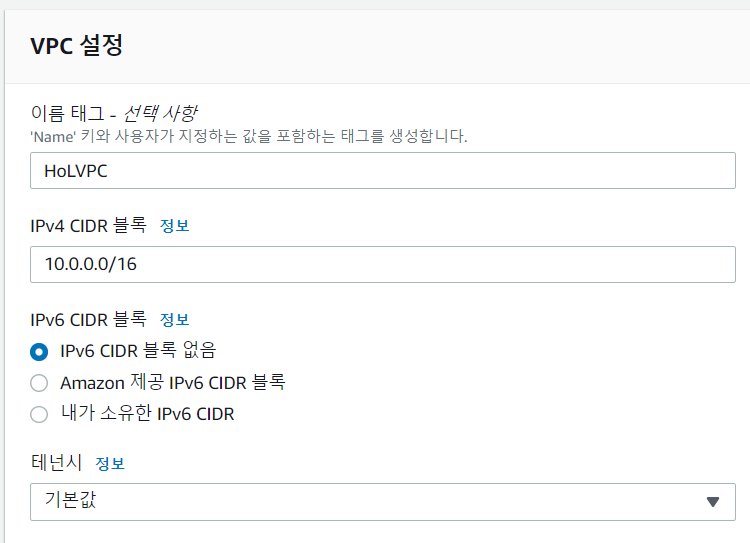 VPC 설정
이름 태그 - 선택 사항
'Name' 키와 사용자가 지정하는 값을 포함하는 태그를 생성합니다.
HoLVPC
IPv4 CIDR 블록 정보
10.0.0.0/16
IPv6 CIDR 블록 정보
IPv6 CIDR 블록 없음
Amazon 제공 IPv6 CIDR 블록
내가 소유한 IPv6 CIDR
테넌시 정보
기본값